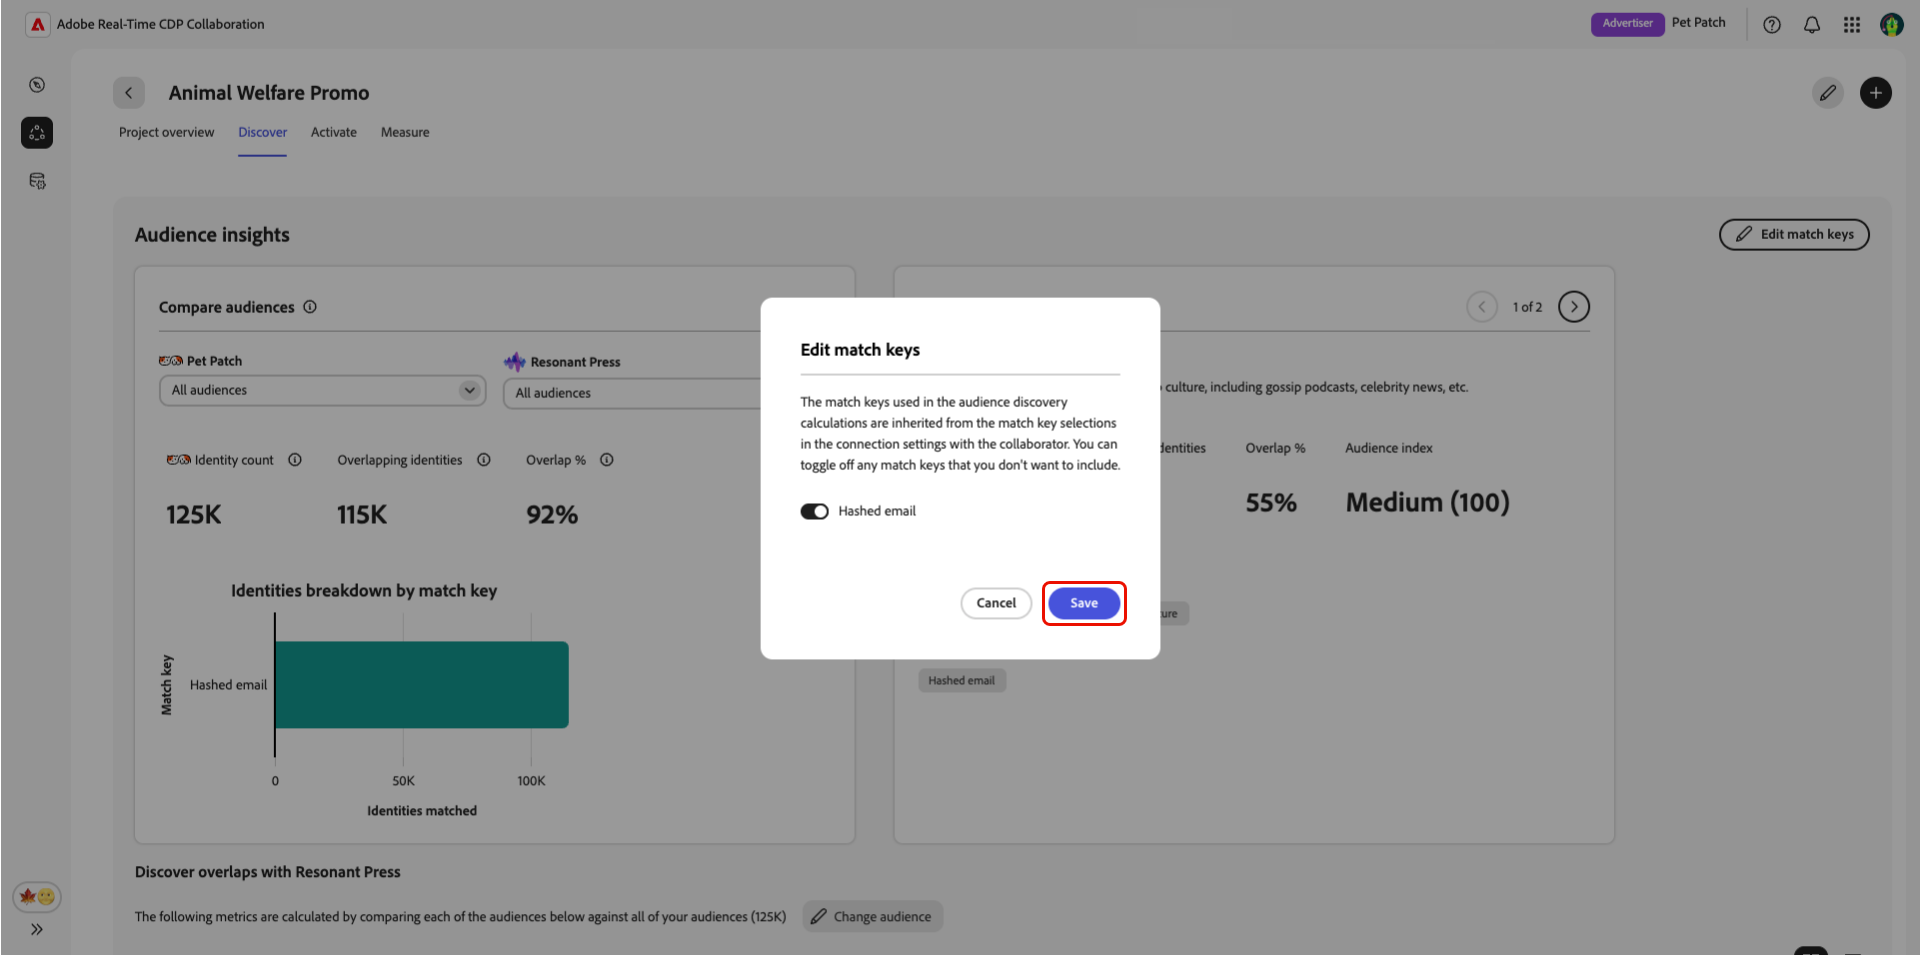 Adobe Real-Time CDP Collaboration
Advertiser
Pet Patch
Animal Welfare Promo
Project overview
Discover
Activate
Measure
Audience insights
Edit match keys
Compare audiences
1 of 2
Pet Patch
Resonant Press
All audiences
All audiences
culture, including gossip podcasts, celebrity news, etc.
Identity count
Overlapping identities
Overlap %
Overlap %
Audience index
125K
115K
92%
55%
Medium (100)
Edit match keys
The match keys used in the audience discovery
calculations are inherited from the match key selections
in the connection settings with the collaborator. You can
toggle off any match keys that you don't want to include.
Hashed email
Cancel
Save
Identities breakdown by match key
Match key
Hashed email
0
50K
100K
Identities matched
Hashed email
Discover overlaps with Resonant Press
The following metrics are calculated by comparing each of the audiences below against all of your audiences (125K)
Change audience